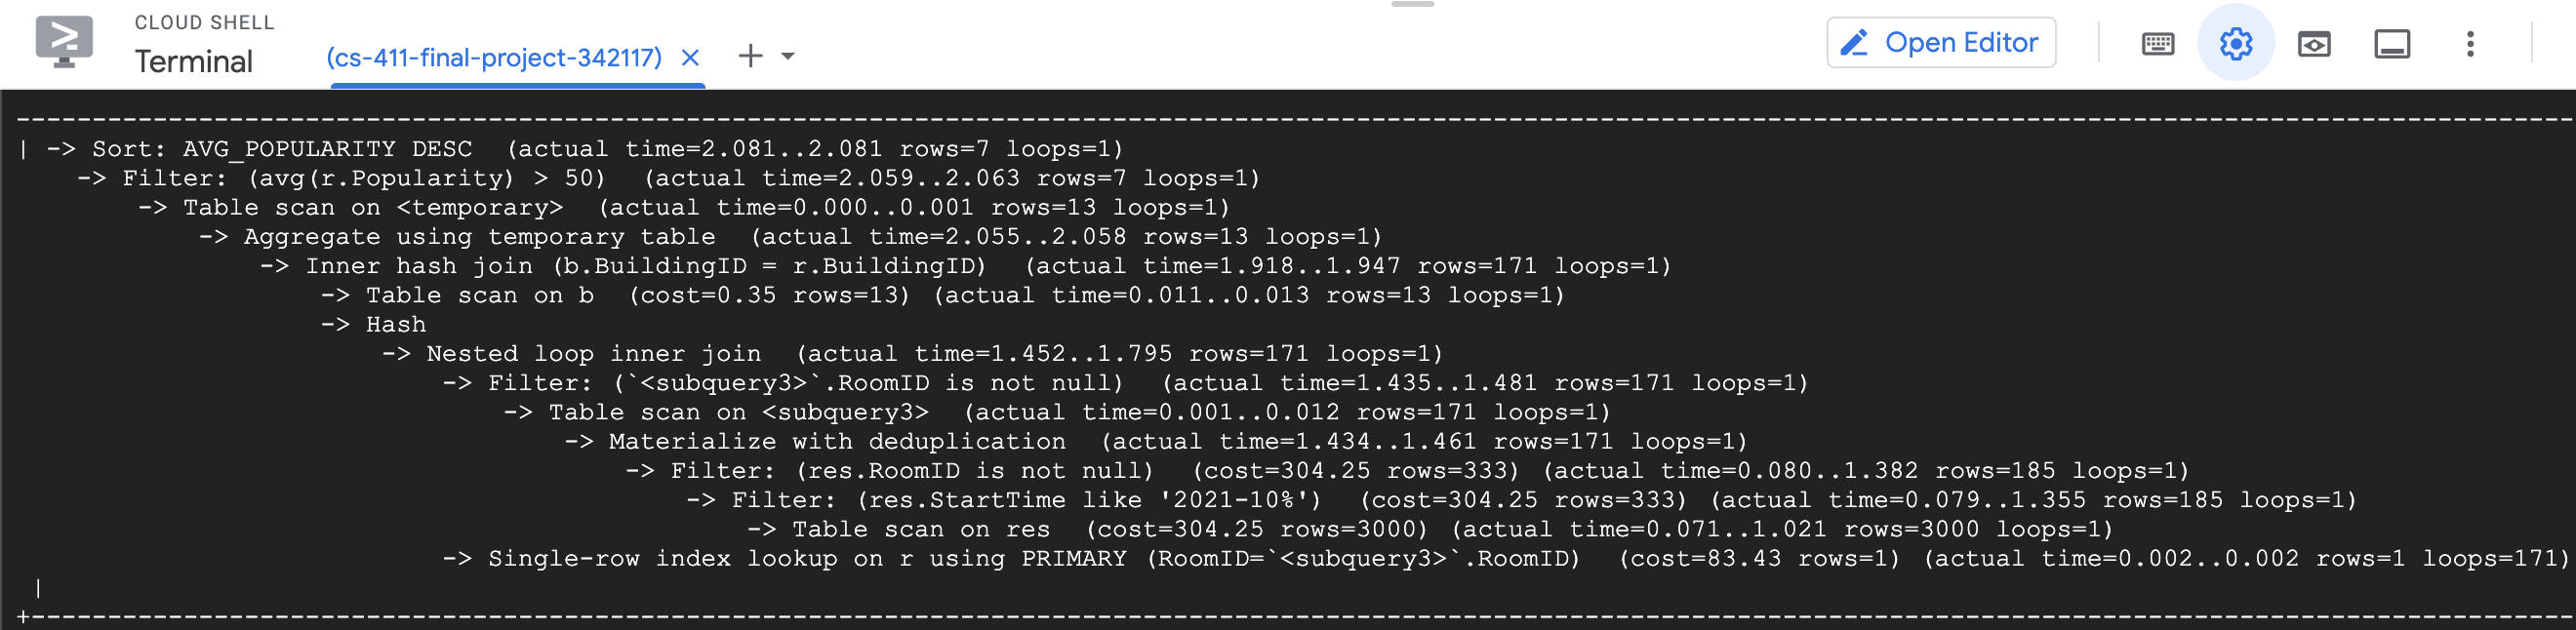 CLOUD SHELL
Terminal
(cs-411-final-project-342117)
Open Editor
--------------------------------------------------------------------------------------------------------------------------------------------------------------------------
| -> Sort: AVG_POPULARITY DESC  (actual time=2.081..2.081 rows=7 loops=1)
    -> Filter: (avg(r.Popularity) > 50)  (actual time=2.059..2.063 rows=7 loops=1)
        -> Table scan on <temporary>  (actual time=0.000..0.001 rows=13 loops=1)
            -> Aggregate using temporary table  (actual time=2.055..2.058 rows=13 loops=1)
                -> Inner hash join (b.BuildingID = r.BuildingID)  (actual time=1.918..1.947 rows=171 loops=1)
                    -> Table scan on b  (cost=0.35 rows=13) (actual time=0.011..0.013 rows=13 loops=1)
                    -> Hash
                        -> Nested loop inner join  (actual time=1.452..1.795 rows=171 loops=1)
                            -> Filter: (`<subquery3>`.RoomID is not null)  (actual time=1.435..1.481 rows=171 loops=1)
                                -> Table scan on <subquery3>  (actual time=0.001..0.012 rows=171 loops=1)
                                    -> Materialize with deduplication  (actual time=1.434..1.461 rows=171 loops=1)
                                        -> Filter: (res.RoomID is not null)  (cost=304.25 rows=333) (actual time=0.080..1.382 rows=185 loops=1)
                                            -> Filter: (res.StartTime like '2021-10%')  (cost=304.25 rows=333) (actual time=0.079..1.355 rows=185 loops=1)
                                                -> Table scan on res  (cost=304.25 rows=3000) (actual time=0.071..1.021 rows=3000 loops=1)
                            -> Single-row index lookup on r using PRIMARY (RoomID=`<subquery3>`.RoomID)  (cost=83.43 rows=1) (actual time=0.002..0.002 rows=1 loops=171)
 |
+-------------------------------------------------------------------------------------------------------------------------------------------------------------------------